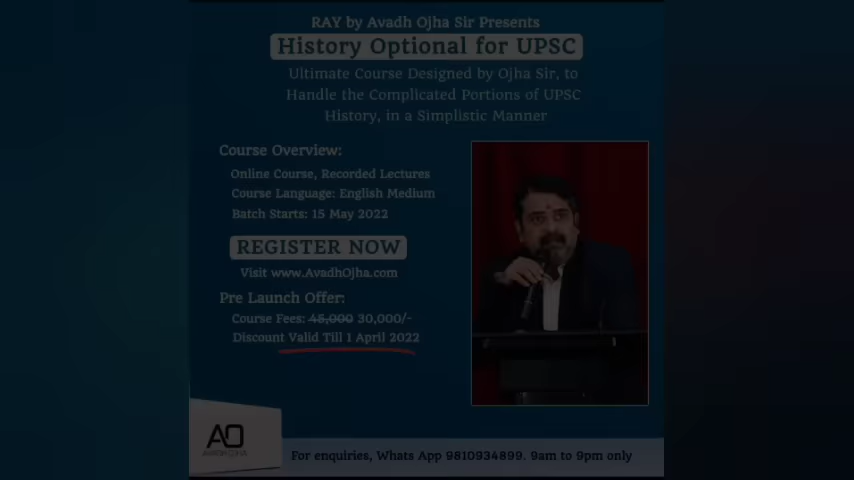 RAY by Avadh Ojha Sir Presents
History Optional for UPSC
Ultimate Course Designed by Ojha Sir, to
Handle the Complicated Portions of UPSC
History, in a Simplistic Manner
Course Overview:
Online Course, Recorded Lectures
Course Language: English Medium
Batch Starts: 15 May 2022
REGISTER NOW
Visit www.AvadhOjha.com
Pre Launch Offer:
Course Fees: 45,000 30,000/-
Discount Valid Till 1 April 2022
AO
AVADH OJHA
For enquiries, Whats App 9810934899. 9am to 9pm only